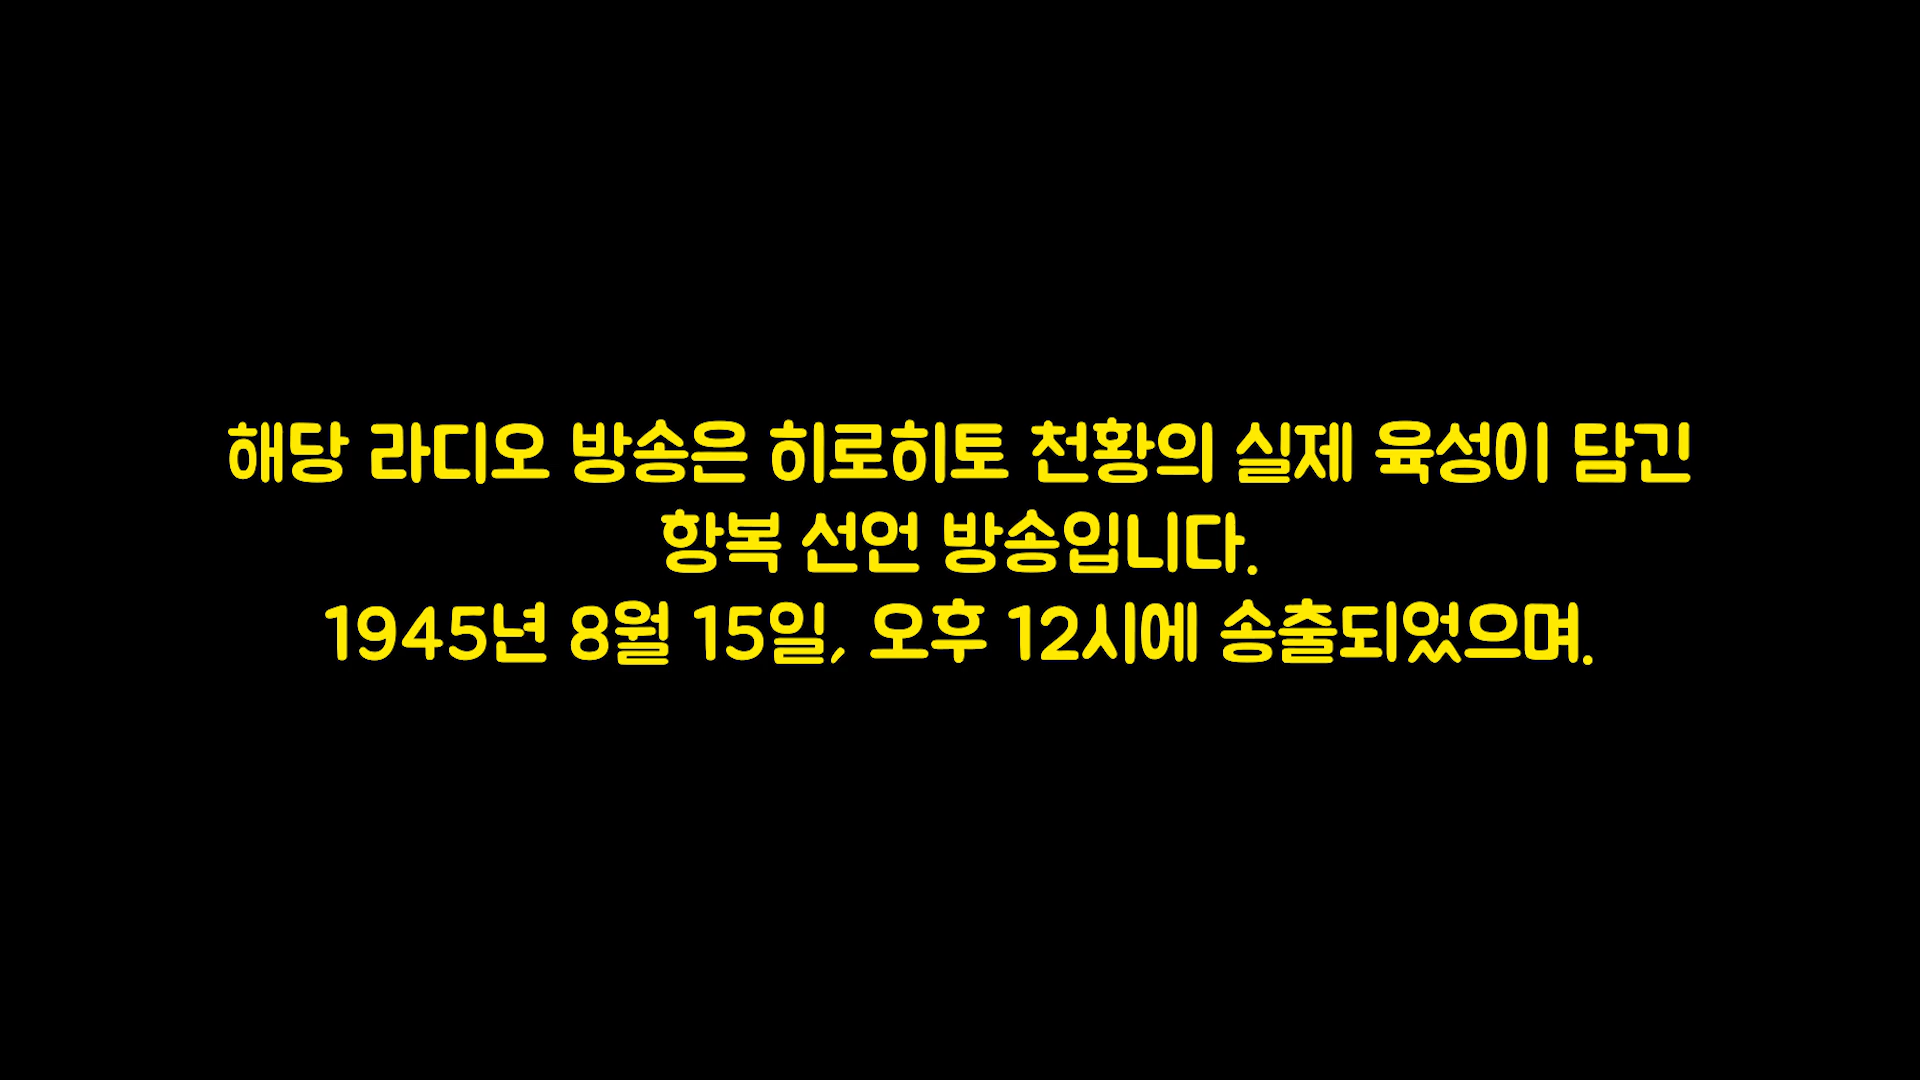 해당 라디오 방송은 히로히토 천황의 실제 육성이 담긴
항복 선언 방송입니다.
1945년 8월 15일, 오후 12시에 송출되었으며.